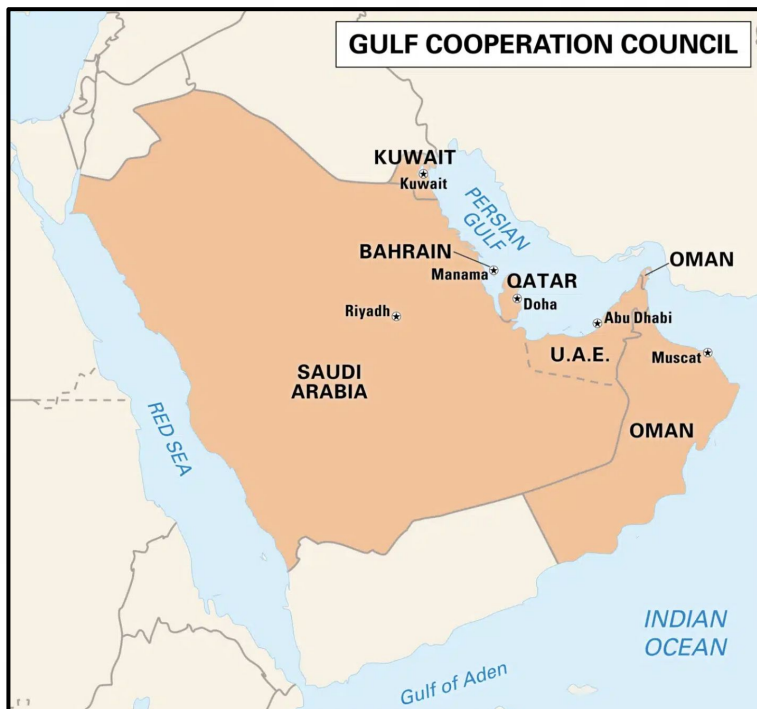 GULF COOPERATION COUNCIL
KUWAIT
Kuwait
PERSIAN
GULF
BAHRAIN
Manama
QATAR
Doha
OMAN
Riyadh
Abu Dhabi
U.A.E.
Muscat
SAUDI
ARABIA
RED SEA
OMAN
INDIAN
OCEAN
Gulf of Aden